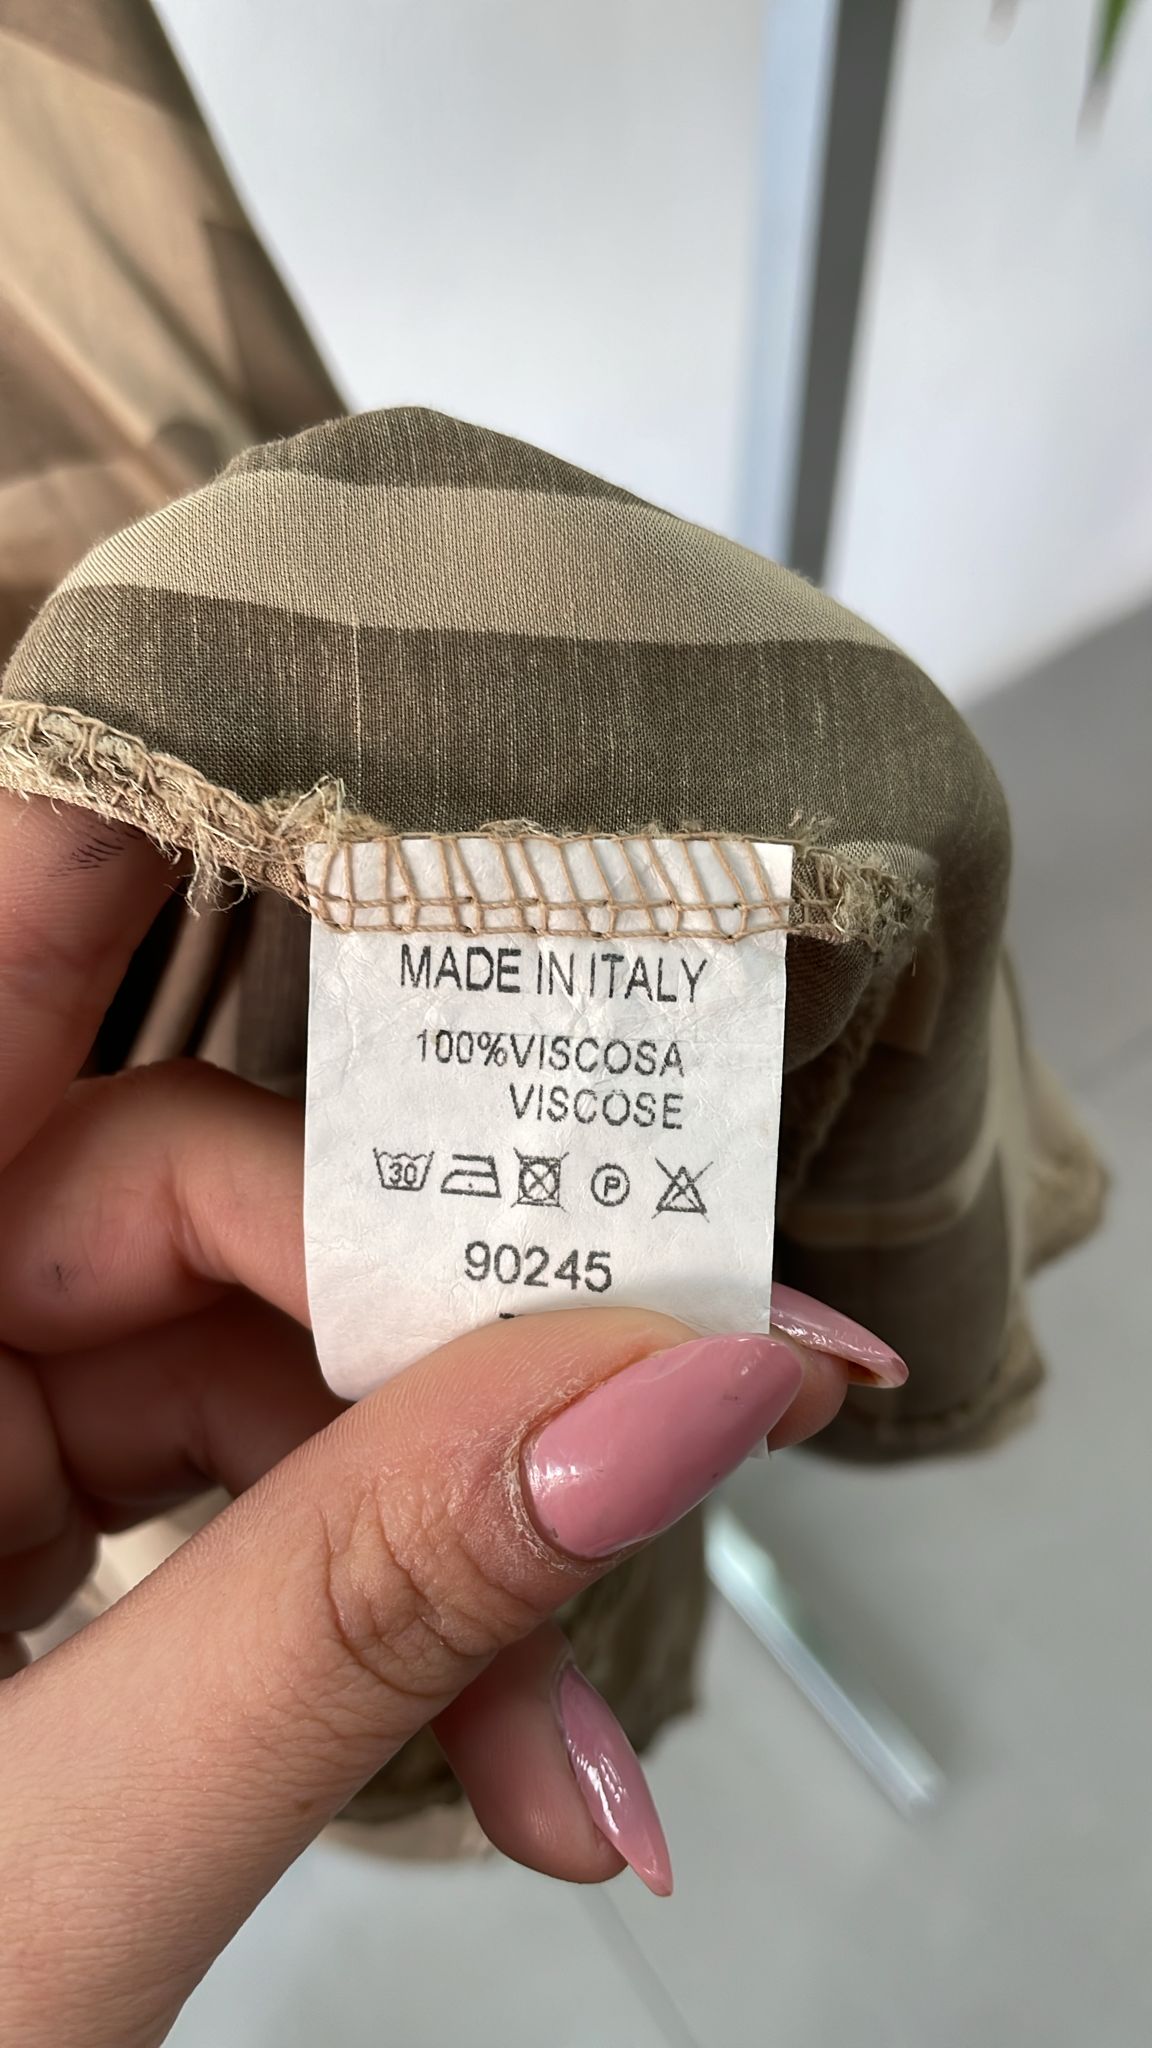 MADE IN ITALY
100%VISCOSA
VISCOSE
30 P
90245